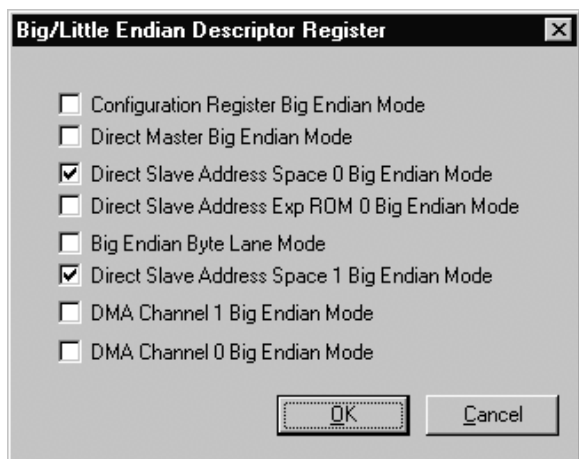 Big/Little Endian Descriptor Register
Configuration Register Big Endian Mode
Direct Master Big Endian Mode
Direct Slave Address Space 0 Big Endian Mode
Direct Slave Address Exp ROM 0 Big Endian Mode
Big Endian Byte Lane Mode
Direct Slave Address Space 1 Big Endian Mode
DMA Channel 1 Big Endian Mode
DMA Channel 0 Big Endian Mode
OK Cancel